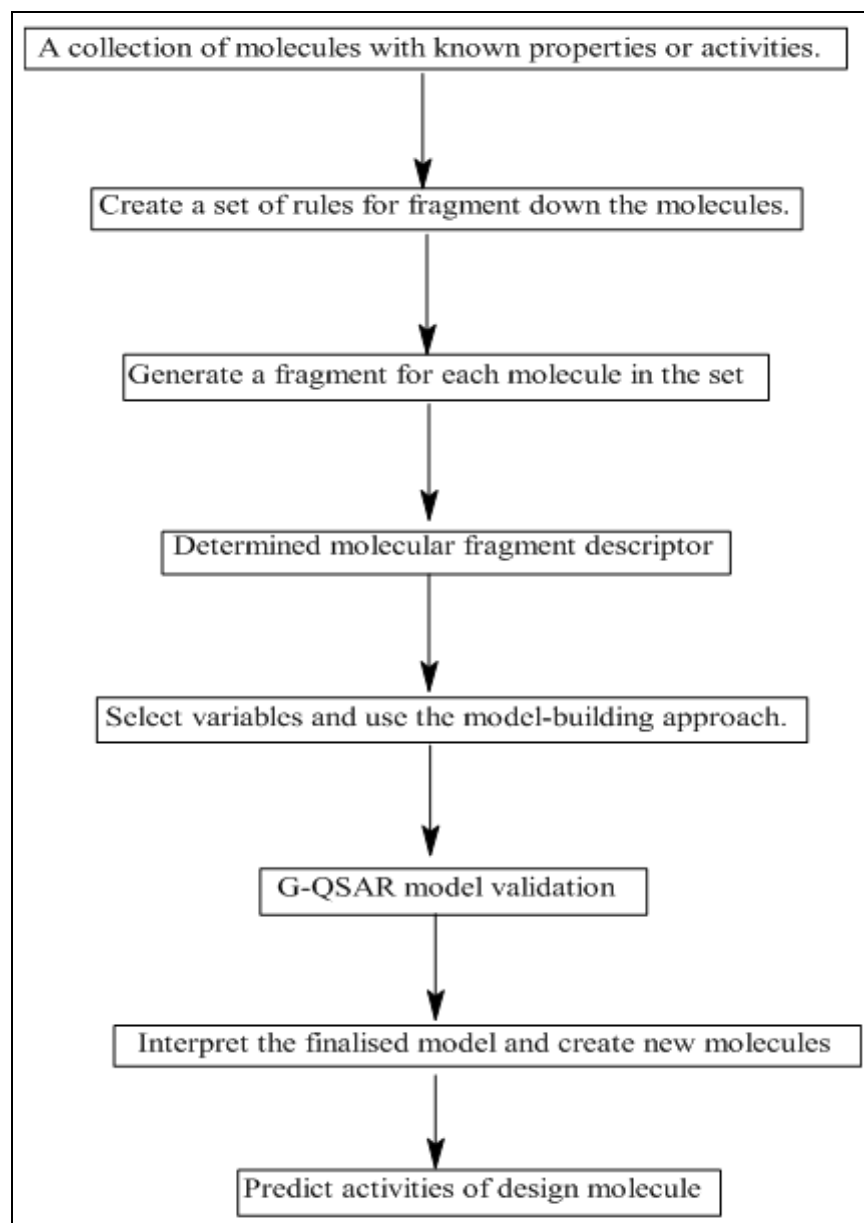 A collection of molecules with known properties or activities.
Create a set of rules for fragment down the molecules.
Generate a fragment for each molecule in the set
Determined molecular fragment descriptor
Select variables and use the model-building approach.
G-QSAR model validation
Interpret the finalised model and create new molecules
Predict activities of design molecule